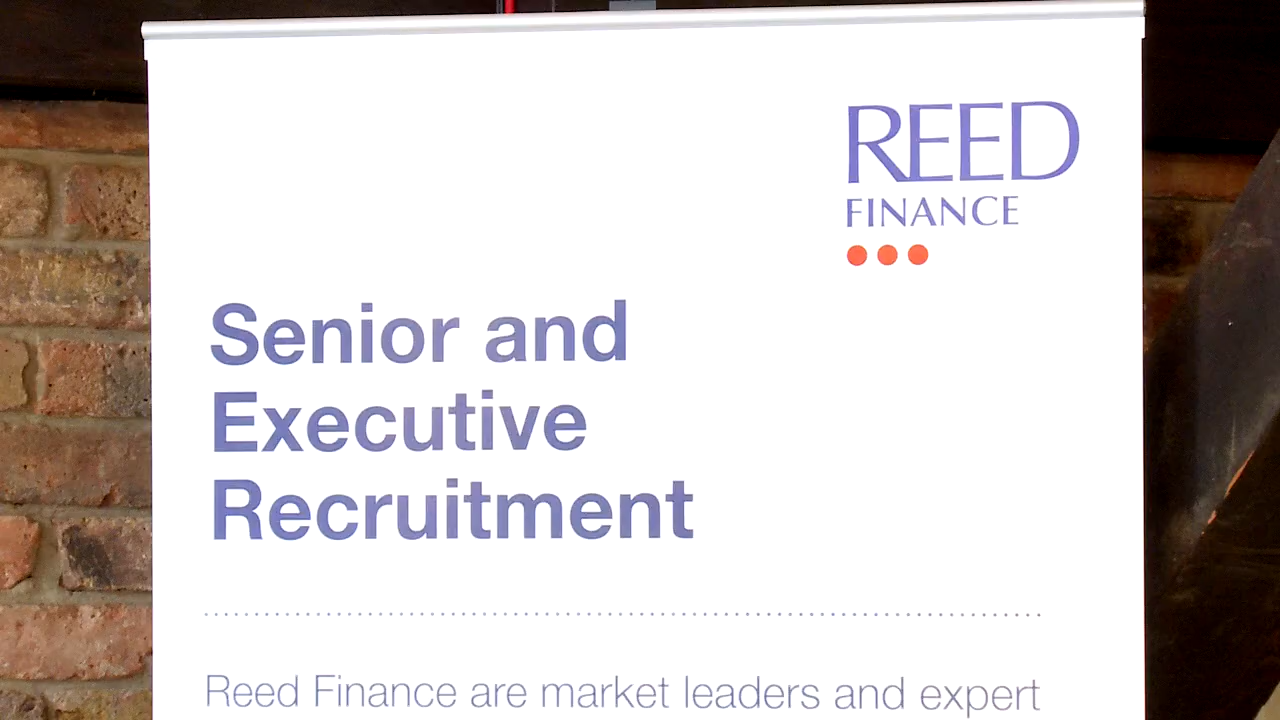 REED
FINANCE
Senior and
Executive
Recruitment
Reed Finance are market leaders and expert